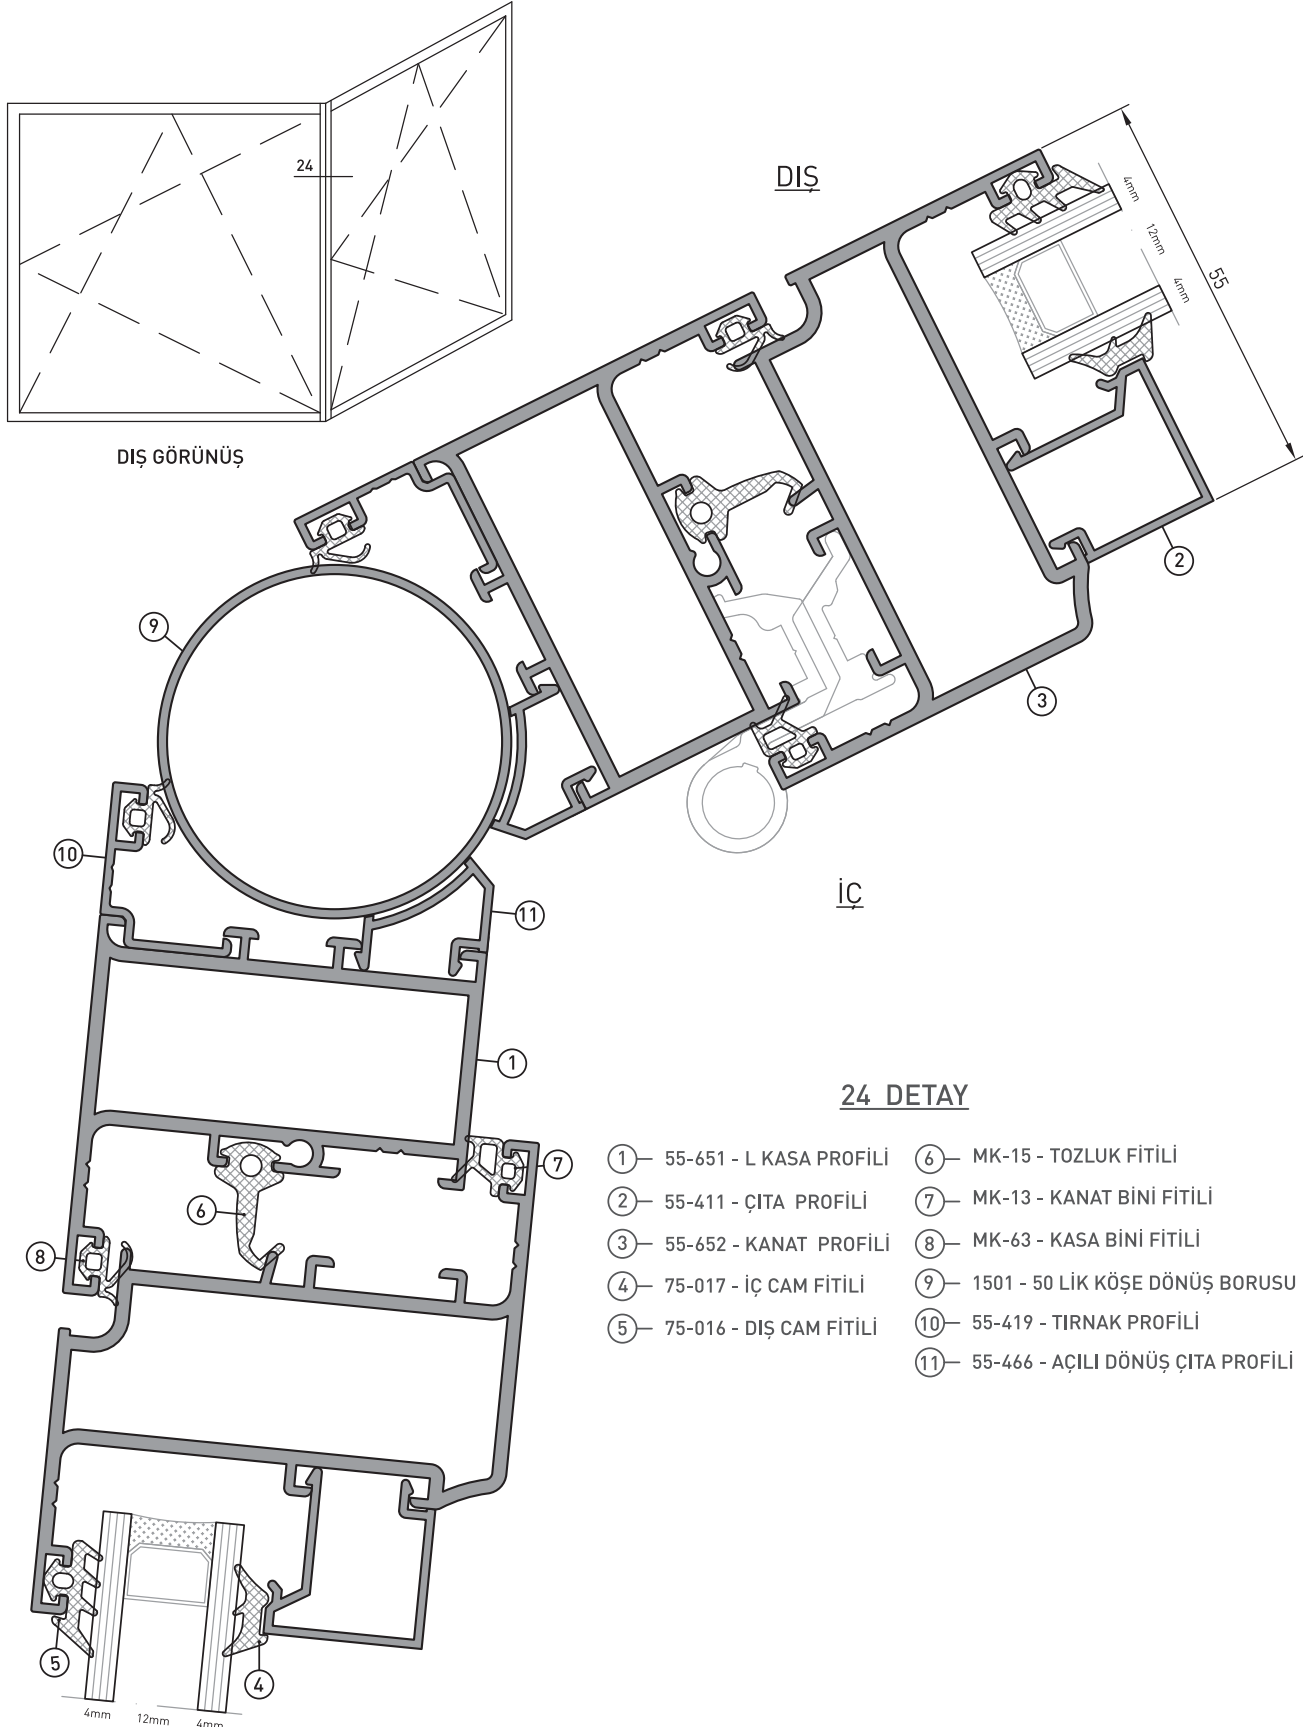 24
DIŞ GÖRÜNÜŞ
DIŞ
4mm
12mm
4mm
55
2
3
9
10
11
İÇ
1
7
6
8
5
4
4mm
12mm
4mm
24 DETAY
1 55-651 - L KASA PROFİLİ
2 55-411 - ÇITA PROFİLİ
3 55-652 - KANAT PROFİLİ
4 75-017 - İÇ CAM FİTİLİ
5 75-016 - DIŞ CAM FİTİLİ
6 MK-15 - TOZLUK FİTİLİ
7 MK-13 - KANAT BİNİ FİTİLİ
8 MK-63 - KASA BİNİ FİTİLİ
9 1501 - 50 LİK KÖŞE DÖNÜŞ BORUSU
10 55-419 - TIRNAK PROFİLİ
11 55-466 - AÇILI DÖNÜŞ ÇITA PROFİLİ